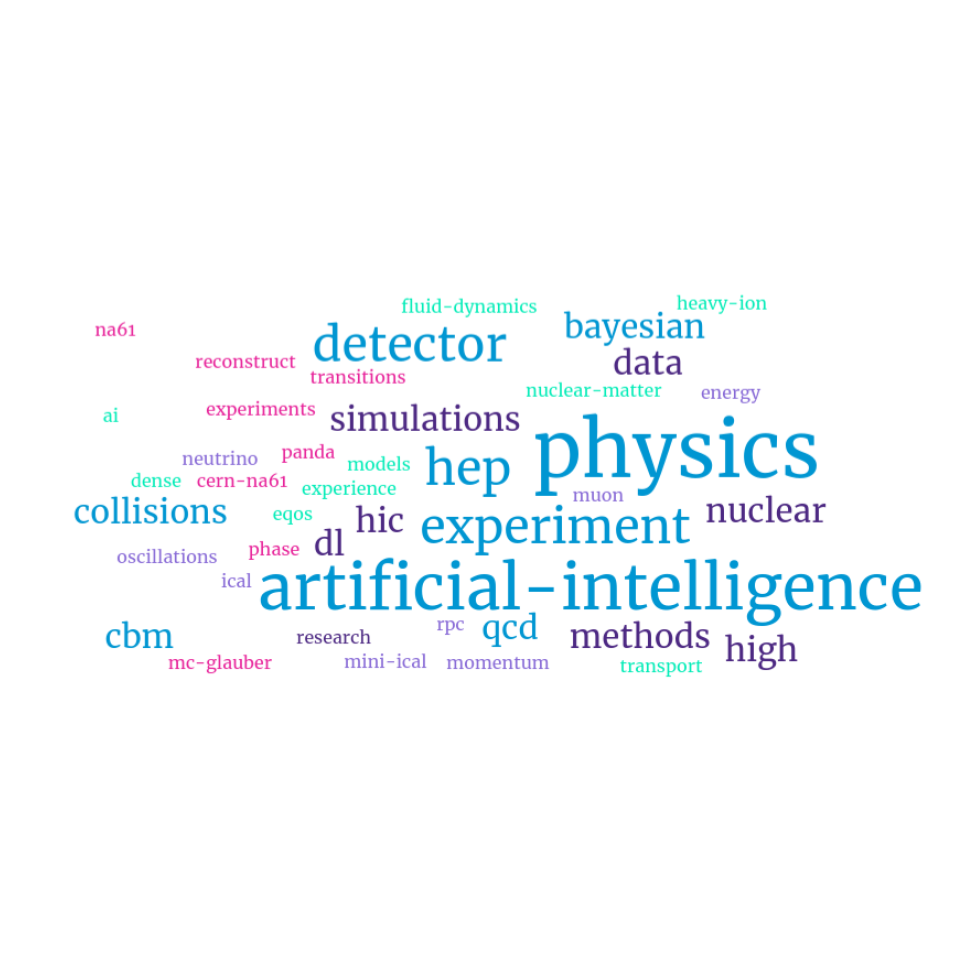 heavy-ion
fluid-dynamics
bayesian
na61
detector
reconstruct
data
transitions
nuclear-matter
energy
experiments
ai
simulations
physics
panda
neutrino
models
hep
dense
cern-na61
experience
muon
collisions
eqos
hic
nuclear
experiment
dl
phase
oscillations
ical
artificial-intelligence
rpc
qcd
cbm
research
methods
high
mc-glauber
mini-ical
momentum
transport